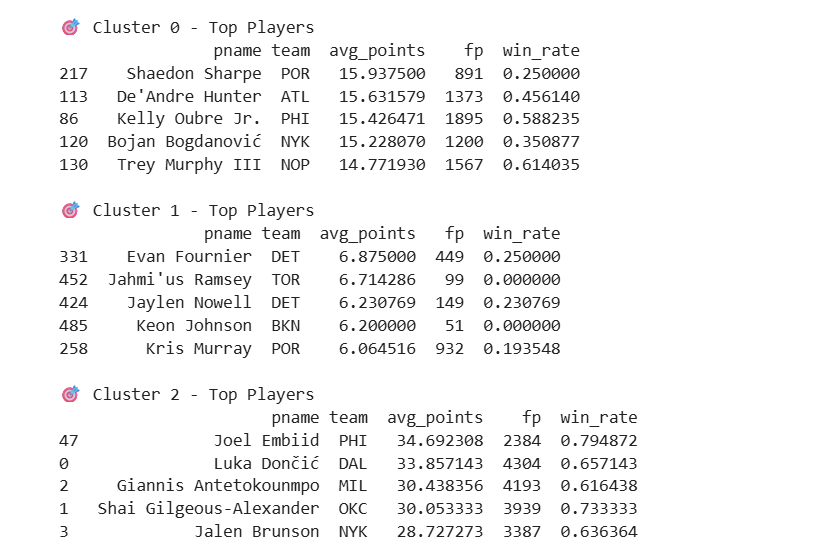 🎯 Cluster 0 - Top Players
pname team avg_points fp win_rate
217 Shaedon Sharpe POR 15.937500 891 0.250000
113 De'Andre Hunter ATL 15.631579 1373 0.456140
86 Kelly Oubre Jr. PHI 15.426471 1895 0.588235
120 Bojan Bogdanović NYK 15.228070 1200 0.350877
130 Trey Murphy III NOP 14.771930 1567 0.614035
🎯 Cluster 1 - Top Players
pname team avg_points fp win_rate
331 Evan Fournier DET 6.875000 449 0.250000
452 Jahmi'us Ramsey TOR 6.714286 99 0.000000
424 Jaylen Nowell DET 6.230769 149 0.230769
485 Keon Johnson BKN 6.200000 51 0.000000
258 Kris Murray POR 6.064516 932 0.193548
🎯 Cluster 2 - Top Players
pname team avg_points fp win_rate
47 Joel Embiid PHI 34.692308 2384 0.794872
0 Luka Dončić DAL 33.857143 4304 0.657143
2 Giannis Antetokounmpo MIL 30.438356 4193 0.616438
1 Shai Gilgeous-Alexander OKC 30.053333 3939 0.733333
3 Jalen Brunson NYK 28.727273 3387 0.636364